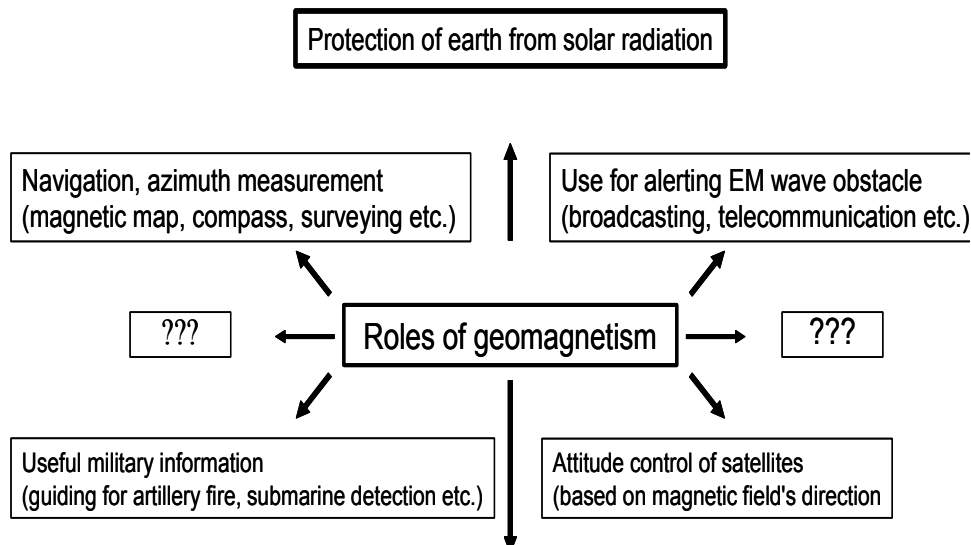 Protection of earth from solar radiation
Navigation, azimuth measurement
(magnetic map, compass, surveying etc.)
Use for alerting EM wave obstacle
(broadcasting, telecommunication etc.)
???
Roles of geomagnetism
???
Useful military information
(guiding for artillery fire, submarine detection etc.)
Attitude control of satellites
(based on magnetic field's direction